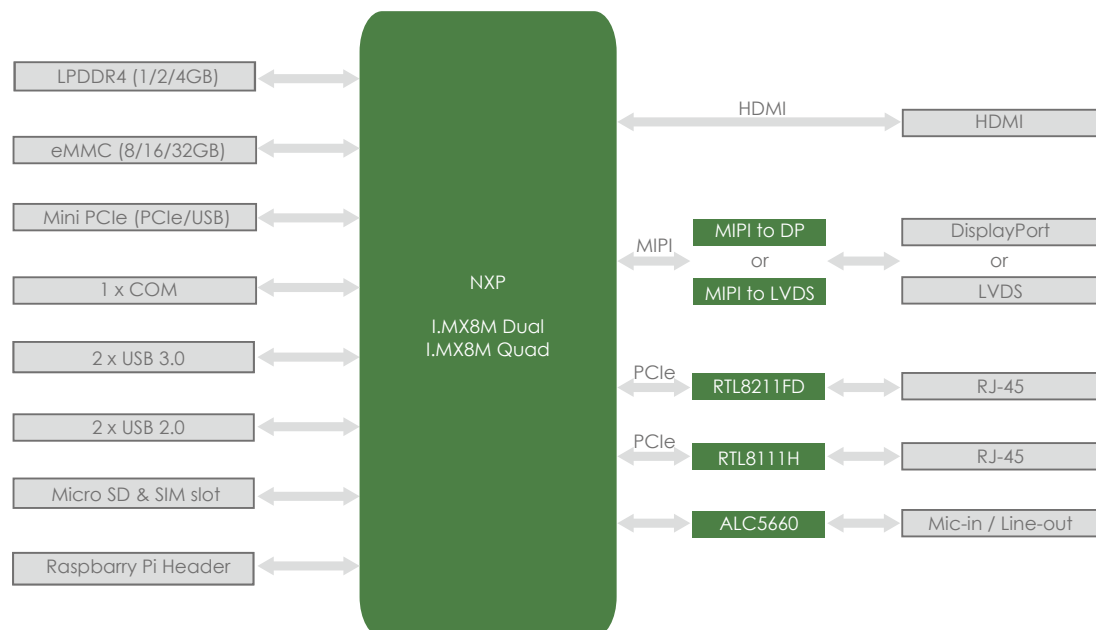 LPDDR4 (1/2/4GB)
eMMC (8/16/32GB)
Mini PCIe (PCIe/USB)
1 x COM
2 x USB 3.0
2 x USB 2.0
Micro SD & SIM slot
Raspbarry Pi Header
NXP
I.MX8M Dual
I.MX8M Quad
HDMI
HDMI
MIPI
MIPI to DP
or
MIPI to LVDS
DisplayPort
or
LVDS
PCIe
RTL8211FD
RJ-45
PCIe
RTL8111H
RJ-45
ALC5660
Mic-in / Line-out